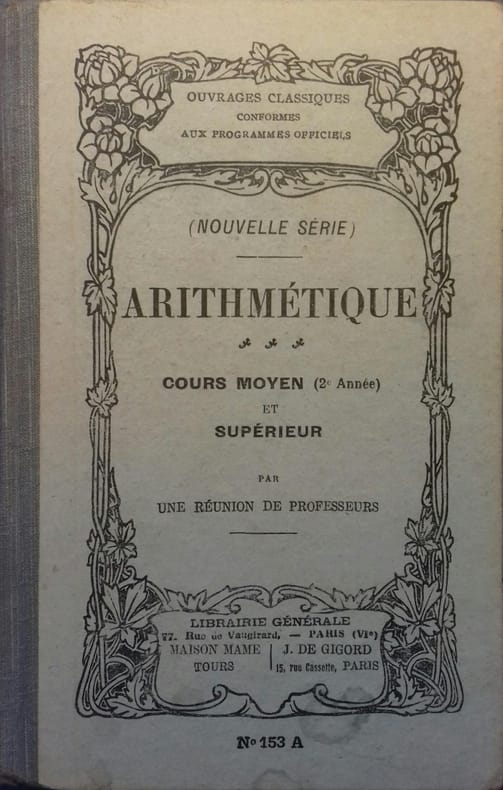 OUVRAGES CLASSIQUES
CONFORMES
AUX PROGRAMMES OFFICIELS
(NOUVELLE SÉRIE)
ARITHMÉTIQUE
COURS MOYEN (2e Année)
ET
SUPÉRIEUR
PAR
UNE RÉUNION DE PROFESSEURS
LIBRAIRIE GÉNÉRALE
77, Rue de Vaugirard, — PARIS (VIe)
MAISON MAME | J. DE GIGORD
TOURS | 15, rue Cassette, PARIS
No 153 A